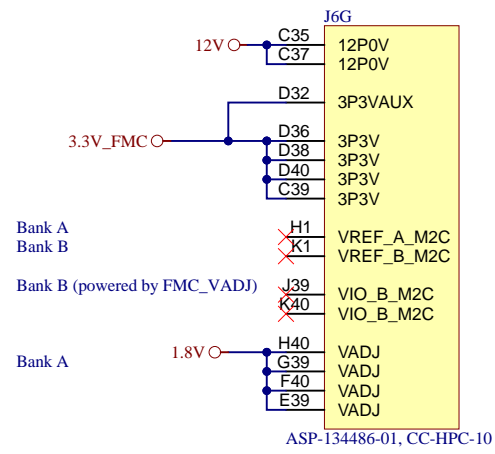 J6G
12V C35 12P0V
C37 12P0V
D32 3P3VAUX
3.3V_FMC D36 3P3V
D38 3P3V
D40 3P3V
C39 3P3V
Bank A H1 VREF_A_M2C
Bank B K1 VREF_B_M2C
Bank B (powered by FMC_VADJ) J39 VIO_B_M2C
K40 VIO_B_M2C
1.8V H40 VADJ
Bank A G39 VADJ
F40 VADJ
E39 VADJ
ASP-134486-01, CC-HPC-10